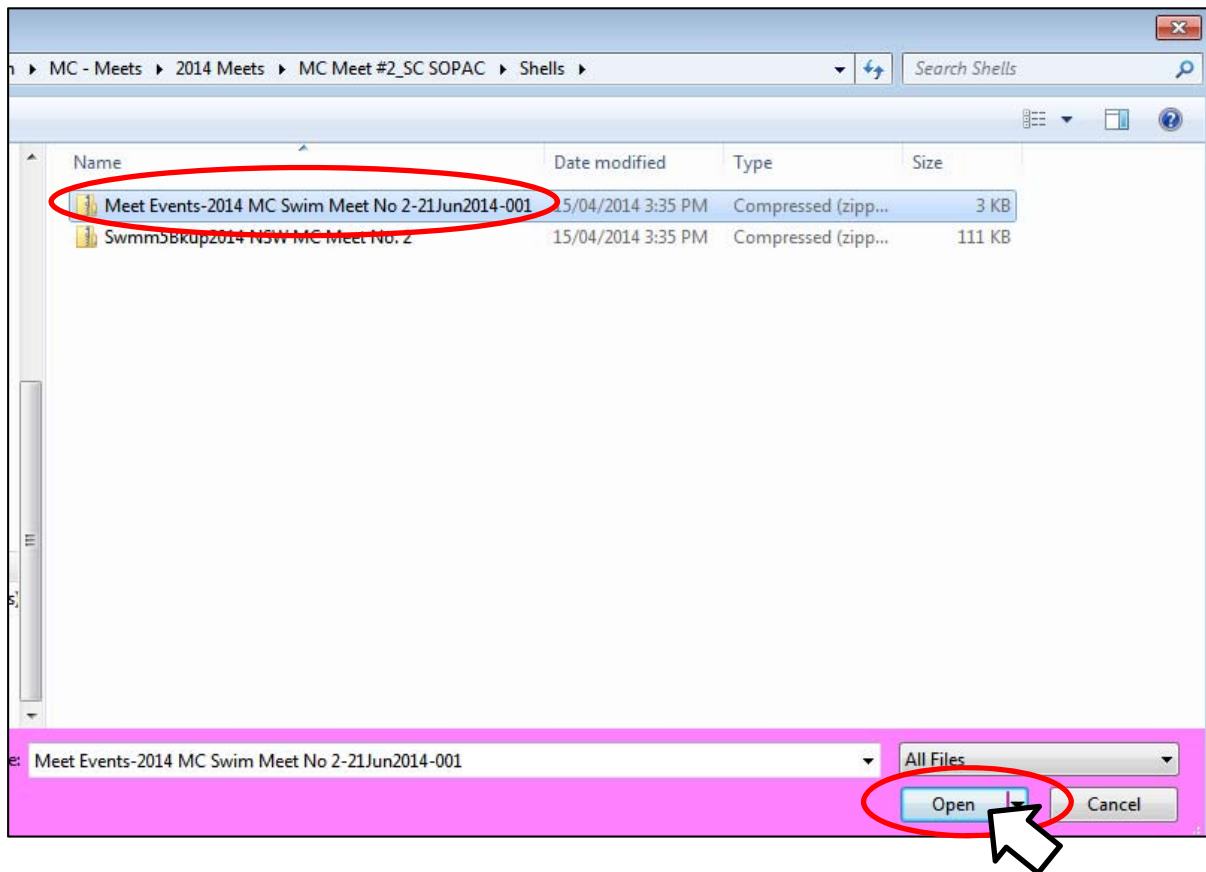 MC - Meets ▸ 2014 Meets ▸ MC Meet #2_SC SOPAC ▸ Shells ▸ Search Shells
Name Date modified Type Size
Meet Events-2014 MC Swim Meet No 2-21Jun2014-001 15/04/2014 3:35 PM Compressed (zipp... 3 KB
Swmm5Bkup2014 NSW MC Meet No. 2 15/04/2014 3:35 PM Compressed (zipp... 111 KB
s)
e: Meet Events-2014 MC Swim Meet No 2-21Jun2014-001 All Files
Open Cancel